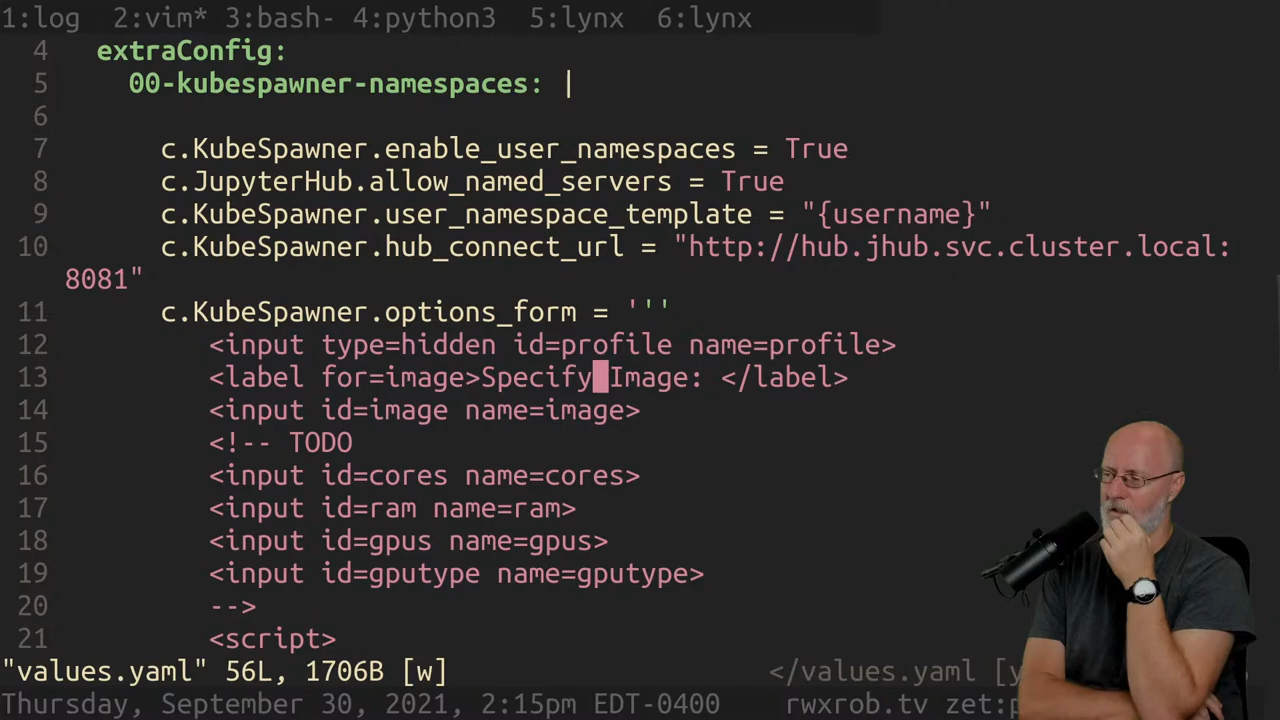 1:log 2:vim* 3:bash- 4:python3 5:lynx 6:lynx
4 extraConfig:
5 00-kubespawner-namespaces: |
6
7 c.KubeSpawner.enable_user_namespaces = True
8 c.JupyterHub.allow_named_servers = True
9 c.KubeSpawner.user_namespace_template = "{username}"
10 c.KubeSpawner.hub_connect_url = "http://hub.jhub.svc.cluster.local:
8081"
11 c.KubeSpawner.options_form = '''
12 <input type=hidden id=profile name=profile>
13 <label for=image>Specify Image: </label>
14 <input id=image name=image>
15 <!-- TODO
16 <input id=cores name=cores>
17 <input id=ram name=ram>
18 <input id=gpus name=gpus>
19 <input id=gputype name=gputype>
20 -->
21 <script>
"values.yaml" 56L, 1706B [w] </values.yaml [y
Thursday, September 30, 2021, 2:15pm EDT-0400 rwxrob.tv zet:p